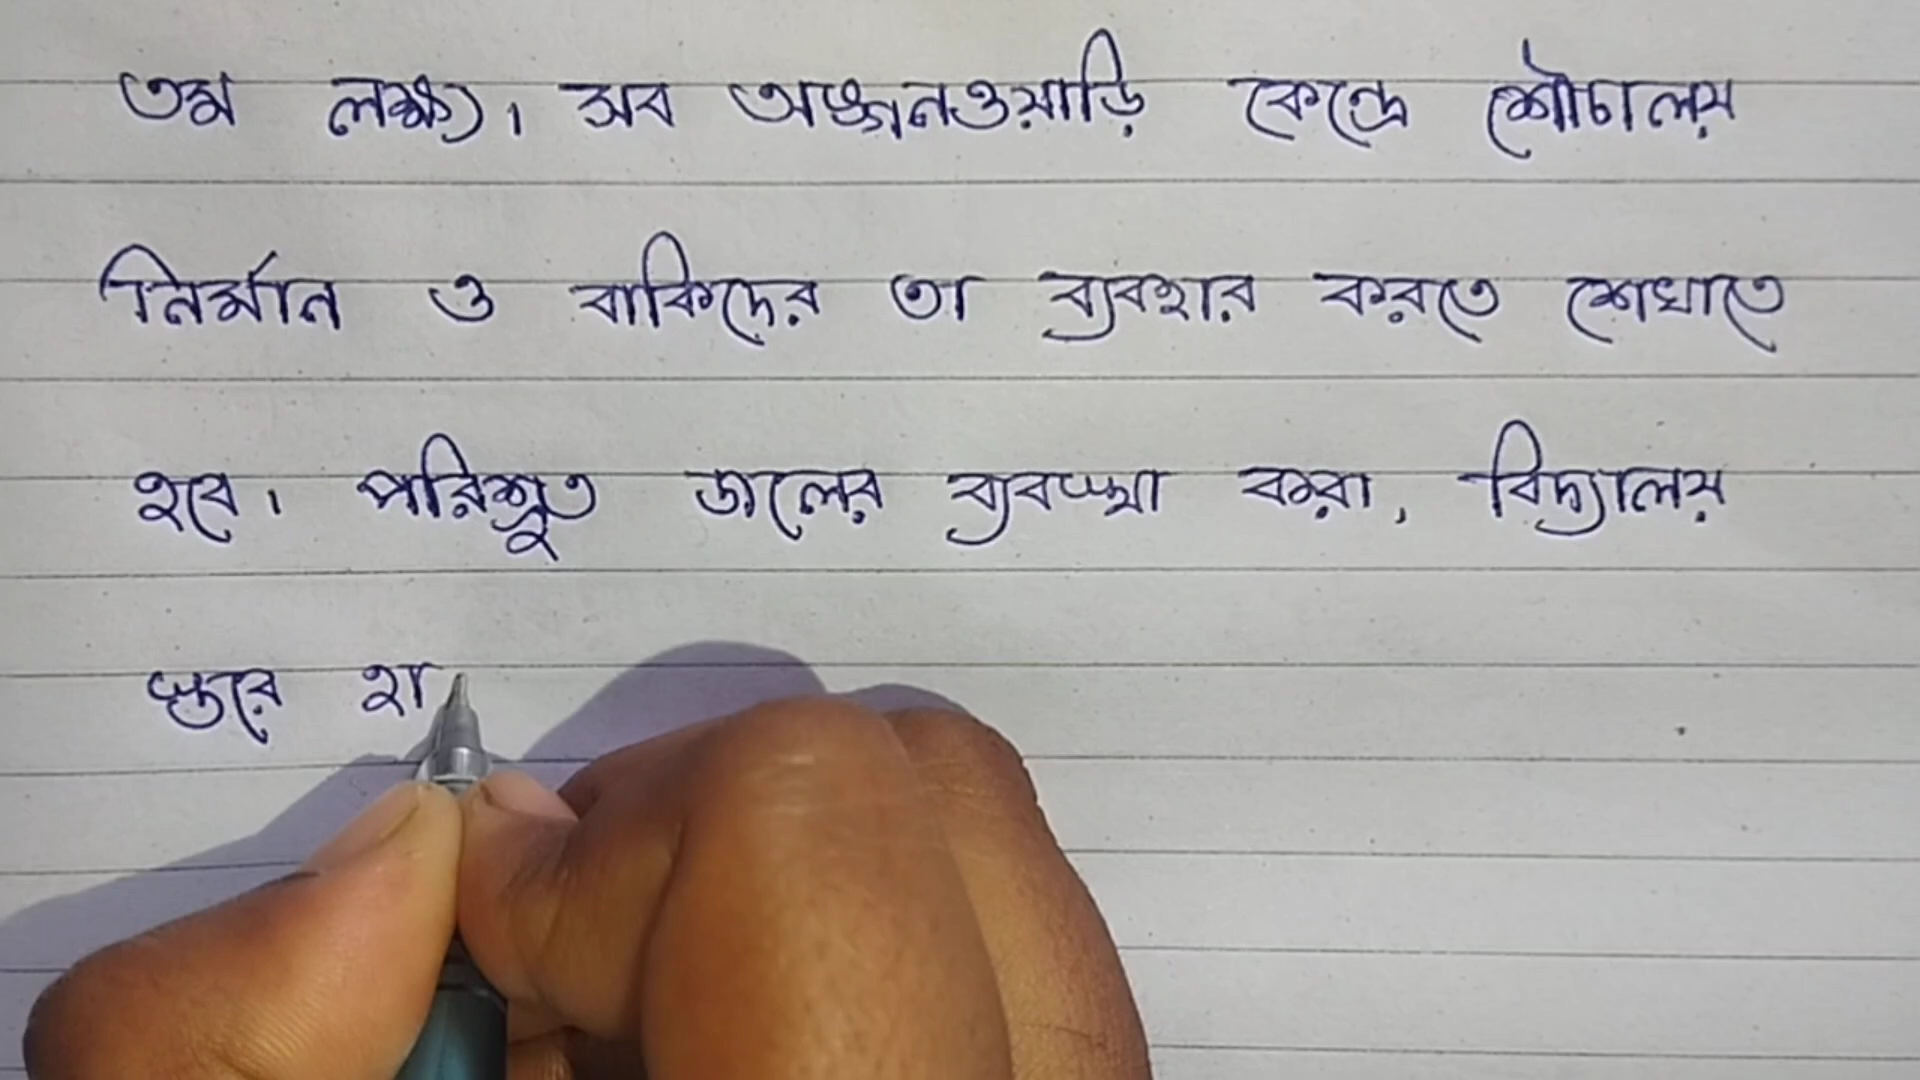 তম লক্ষ্য। সব অঙ্গনওয়াড়ি কেন্দ্রে শৌচালয়
নির্মান ও বাকিদের তা ব্যবহার করতে শেখাতে
হবে। পরিশ্রুত জলের ব্যবস্থা করা, বিদ্যালয়
স্তরে হা